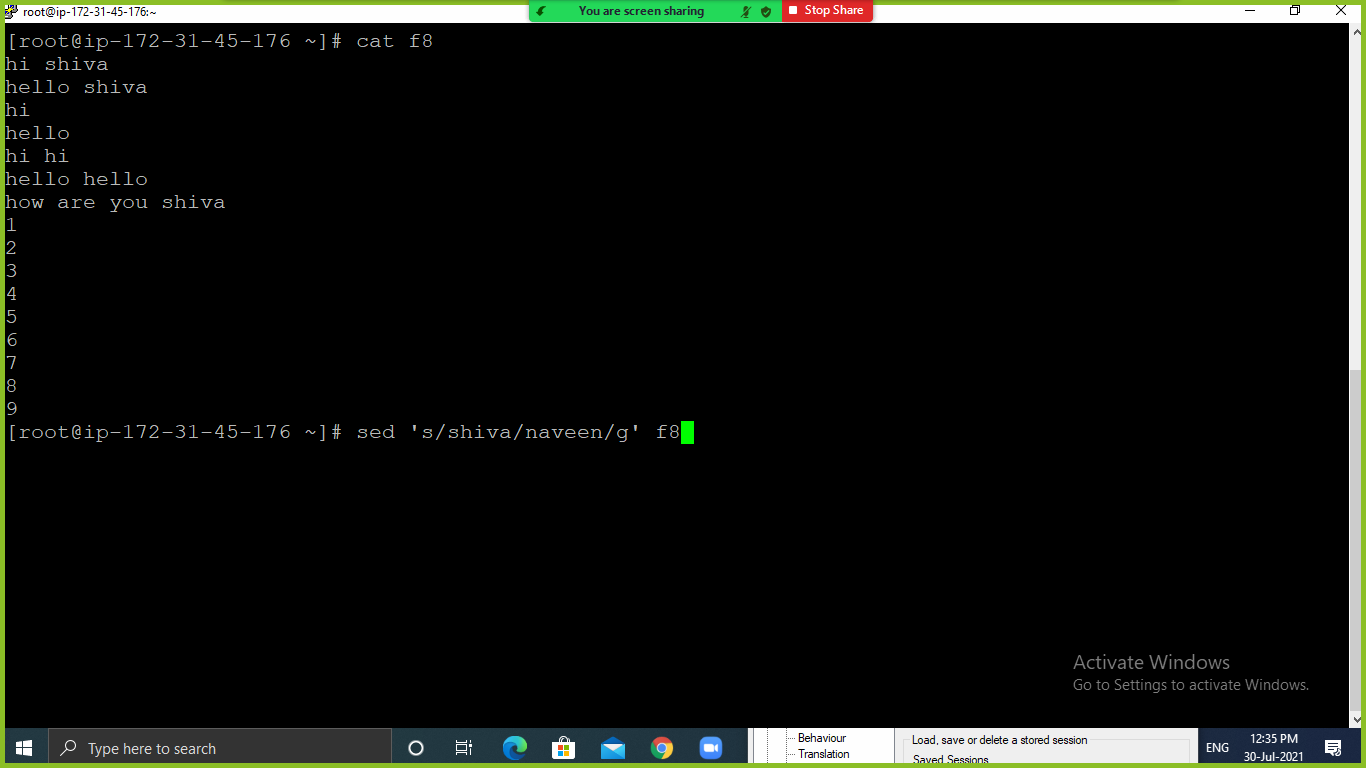 root@ip-172-31-45-176:~
You are screen sharing
Stop Share
[root@ip-172-31-45-176 ~]# cat f8
hi shiva
hello shiva
hi
hello
hi hi
hello hello
how are you shiva
1
2
3
4
5
6
7
8
9
[root@ip-172-31-45-176 ~]# sed 's/shiva/naveen/g' f8
Activate Windows
Go to Settings to activate Windows.
Type here to search
Behaviour
Translation
Load, save or delete a stored session
Saved Sessions
ENG
12:35 PM
30-Jul-2021